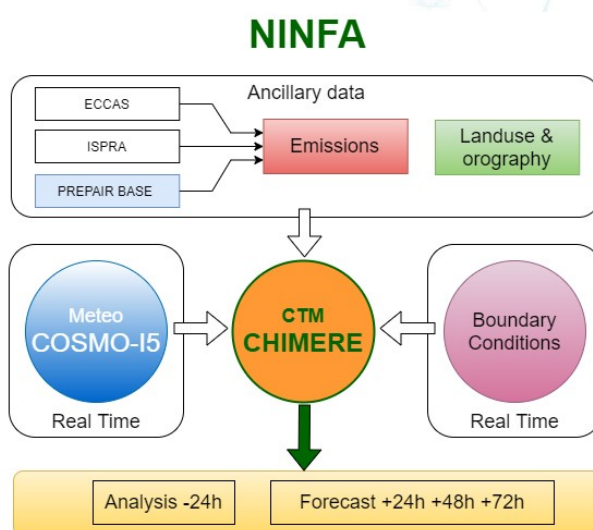 NINFA
Ancillary data
ECCAS
ISPRA
PREPAIR BASE
Emissions
Landuse &
orography
Meteo
COSMO-I5
Real Time
CTM
CHIMERE
Boundary
Conditions
Real Time
Analysis -24h
Forecast +24h +48h +72h